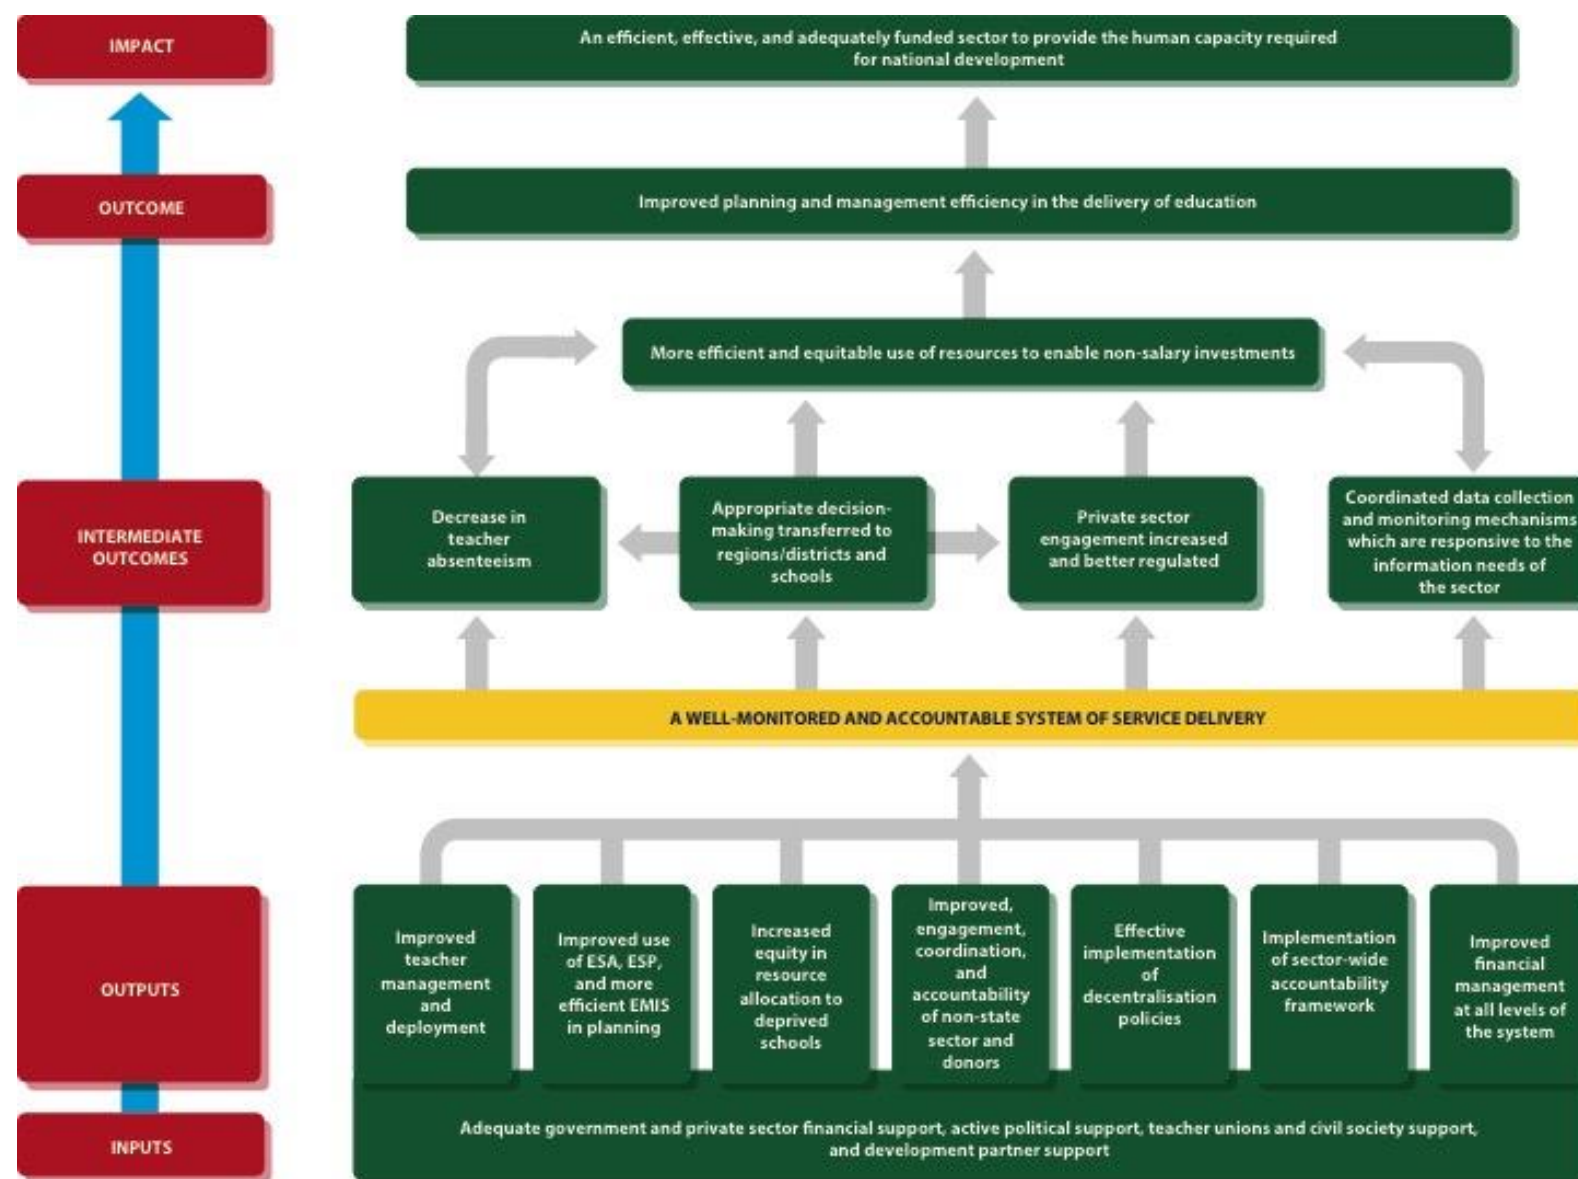 IMPACT
An efficient, effective, and adequately funded sector to provide the human capacity required
for national development
OUTCOME
Improved planning and management efficiency in the delivery of education
More efficient and equitable use of resources to enable non-salary investments
INTERMEDIATE
OUTCOMES
Decrease in
teacher
absenteeism
Appropriate decision-
making transferred to
regions/districts and
schools
Private sector
engagement increased
and better regulated
Coordinated data collection
and monitoring mechanisms
which are responsive to the
information needs of
the sector
A WELL-MONITORED AND ACCOUNTABLE SYSTEM OF SERVICE DELIVERY
OUTPUTS
Improved
teacher
management
and
deployment
Improved use
of ESA, ESP,
and more
efficient EMIS
in planning
Increased
equity in
resource
allocation to
deprived
schools
Improved,
engagement,
coordination,
and
accountability
of non-state
sector and
donors
Effective
implementation
of
decentralisation
policies
Implementation
of sector-wide
accountability
framework
Improved
financial
management
at all levels of
the system
INPUTS
Adequate government and private sector financial support, active political support, teacher unions and civil society support,
and development partner support